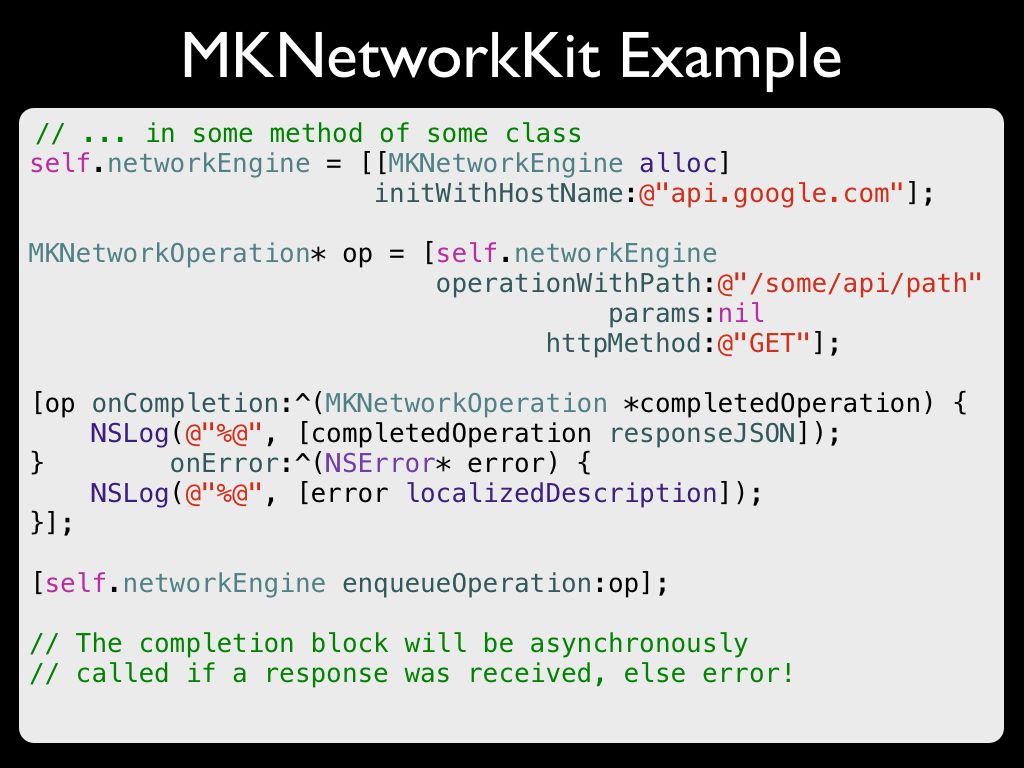 MKNetworkKit Example
// ... in some method of some class
self.networkEngine = [[MKNetworkEngine alloc]
initWithHostName:@"api.google.com"];
MKNetworkOperation* op = [self.networkEngine
operationWithPath:@"/some/api/path"
params:nil
httpMethod:@"GET"];
[op onCompletion:^(MKNetworkOperation *completedOperation) {
NSLog(@"%@", [completedOperation responseJSON]);
} onError:^(NSError* error) {
NSLog(@"%@", [error localizedDescription]);
}];
[self.networkEngine enqueueOperation:op];
// The completion block will be asynchronously
// called if a response was received, else error!